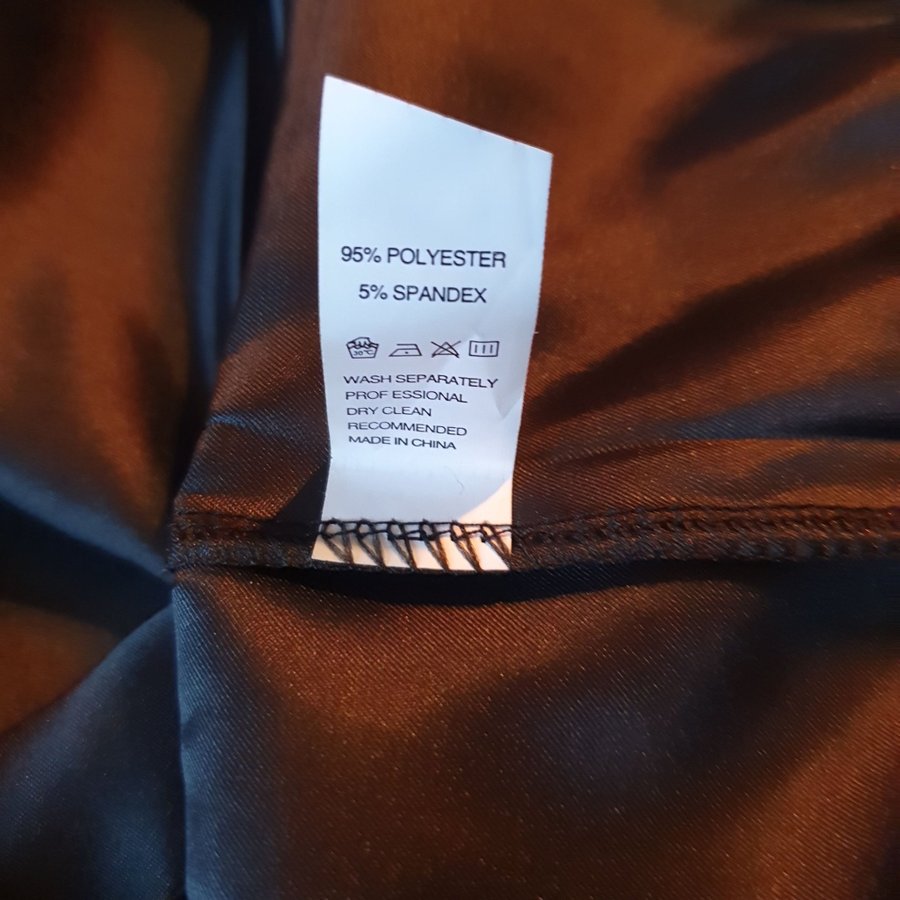 95% POLYESTER
5% SPANDEX
30°C
WASH SEPARATELY
PROF ESSIONAL
DRY CLEAN
RECOMMENDED
MADE IN CHINA